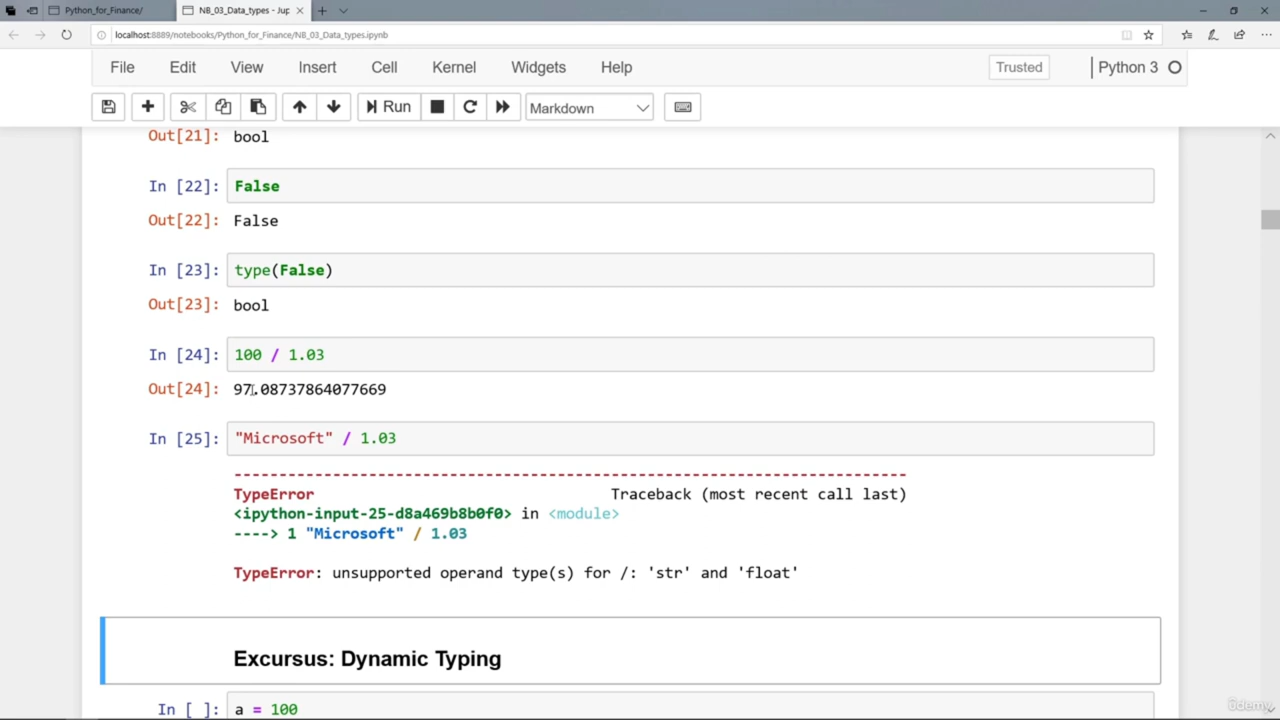 Python_for_Finance/
NB_03_Data_types - Jup
localhost:8889/notebooks/Python_for_Finance/NB_03_Data_types.ipynb
File Edit View Insert Cell Kernel Widgets Help Trusted Python 3
Run Markdown
Out[21]: bool
In [22]: False
Out[22]: False
In [23]: type(False)
Out[23]: bool
In [24]: 100 / 1.03
Out[24]: 97.08737864077669
In [25]: "Microsoft" / 1.03
---------------------------------------------------------------------------
TypeError Traceback (most recent call last)
<ipython-input-25-d8a469b8b0f0> in <module>
----> 1 "Microsoft" / 1.03
TypeError: unsupported operand type(s) for /: 'str' and 'float'
Excursus: Dynamic Typing
In [ ]: a = 100
ûdemy